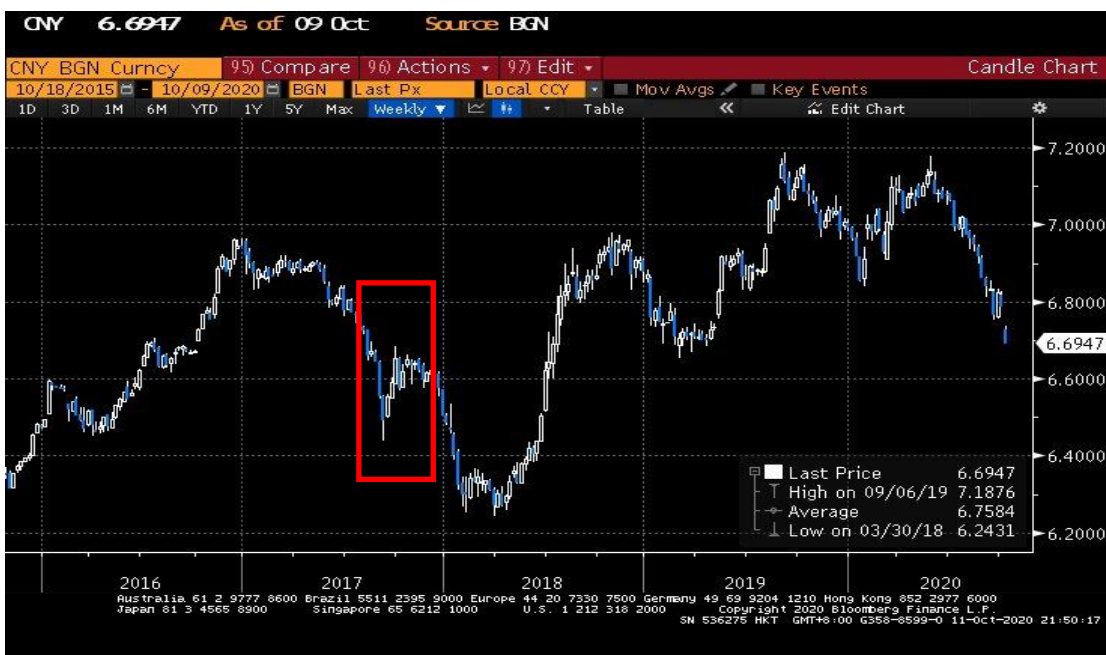 CNY 6.6947 As of 09 Oct Source BGN
CNY BGN Curncy 95) Compare 96) Actions 97) Edit Candle Chart
10/18/2015 - 10/09/2020 BGN Last Px Local CCY Mov Avgs Key Events
1D 3D 1M 6M YTD 1Y 5Y Max Weekly Table « Edit Chart
7.2000
7.0000
6.8000
6.6947
6.6000
6.4000
Last Price 6.6947
High on 09/06/19 7.1876
Average 6.7584
Low on 03/30/18 6.2431
6.2000
2016 2017 2018 2019 2020
Australia 61 2 9777 8600 Brazil 5511 2395 9000 Europe 44 20 7330 7500 Germany 49 69 9204 1210 Hong Kong 852 2977 6000
Japan 81 3 4565 8900 Singapore 65 6212 1000 U.S. 1 212 318 2000 Copyright 2020 Bloomberg Finance L.P.
SN 536275 HKT GMT+8:00 G358-8599-0 11-Oct-2020 21:50:17